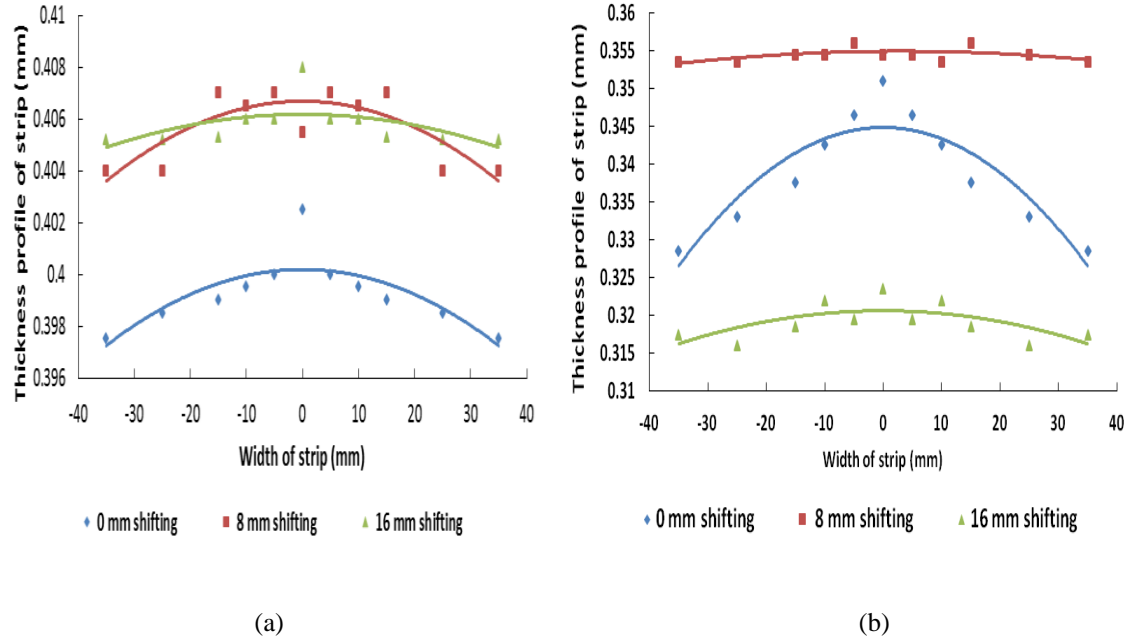 Thickness profile of strip (mm)
0.41
0.408
0.406
0.404
0.402
0.4
0.398
0.396
-40 -30 -20 -10 0 10 20 30 40
Width of strip (mm)
0 mm shifting 8 mm shifting 16 mm shifting
(a)
Thickness profile of strip (mm)
0.36
0.355
0.35
0.345
0.34
0.335
0.33
0.325
0.32
0.315
0.31
-40 -30 -20 -10 0 10 20 30 40
Width of strip (mm)
0 mm shifting 8 mm shifting 16 mm shifting
(b)